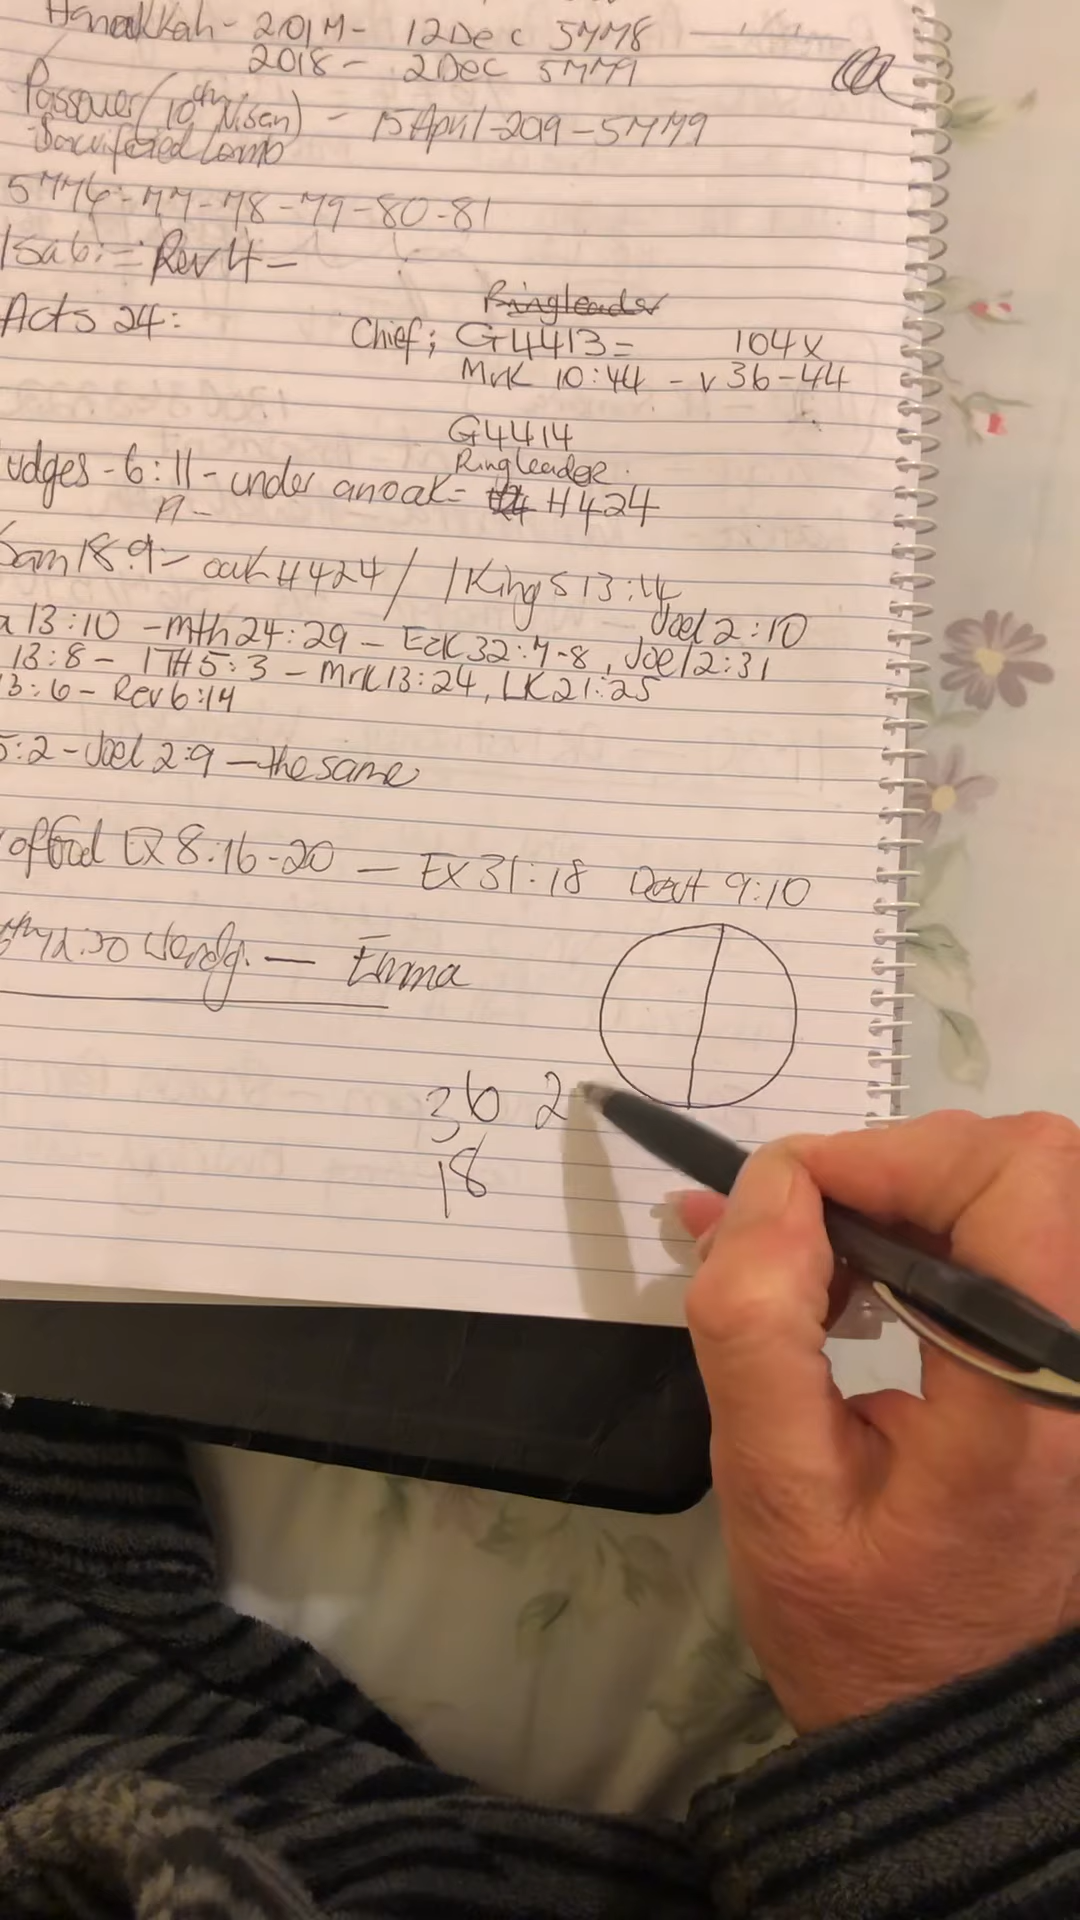 Hanakkah - 2017 - 12 Dec 5778
2018 - 2 Dec 5779
Passover (10th Nisan) - 15 April 2019 - 5779
Lamb
5776 - 77 - 78 - 79 - 80 - 81
Isa 6: = Rev 4 -
Ringleader
Acts 24:
Chief; G4413 = 104x
Mrk 10:44 - v 36-44
G4414
Ringleader
udges - 6:11 - under an oak = H424
Sam 18:9 - oak H424 / 1 Kings 13:14
Joel 2:10
a 13:10 - mth 24:29 - Ezk 32:7-8, Joel 2:31
13:8 - 1TH 5:3 - Mrk 13:24, LK 21:25
3:6 - Rev 6:14
5:2 - Joel 2:9 - the same
of God EX 8:16-20 - EX 31:18 Deut 9:10
Emma
36 2
18